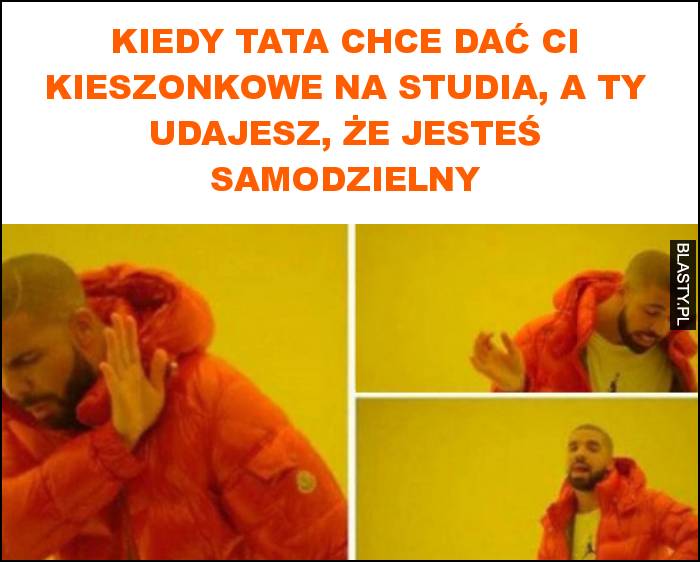 KIEDY TATA CHCE DAĆ CI
KIESZONKOWE NA STUDIA, A TY
UDAJESZ, ŻE JESTEŚ
SAMODZIELNY
BLASTY.PL